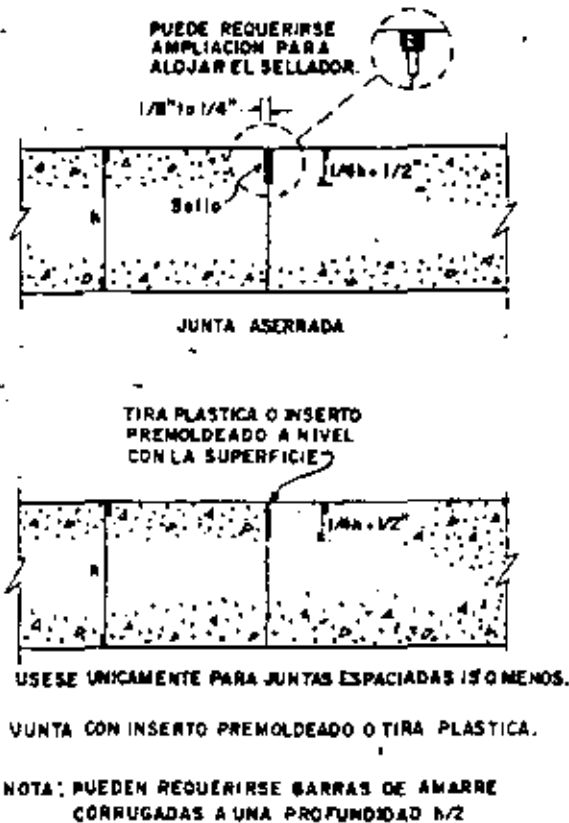 PUEDE REQUERIRSE
AMPLIACION PARA
ALOJAR EL SELLADOR.
1/8" to 1/4"
1/4h + 1/2"
Sello
h
JUNTA ASERRADA
TIRA PLASTICA O INSERTO
PREMOLDEADO A NIVEL
CON LA SUPERFICIE
1/4h + 1/2"
h
USESE UNICAMENTE PARA JUNTAS ESPACIADAS 15' O MENOS.
JUNTA CON INSERTO PREMOLDEADO O TIRA PLASTICA.
NOTA: PUEDEN REQUERIRSE BARRAS DE AMARRE
CORRUGADAS A UNA PROFUNDIDAD h/2